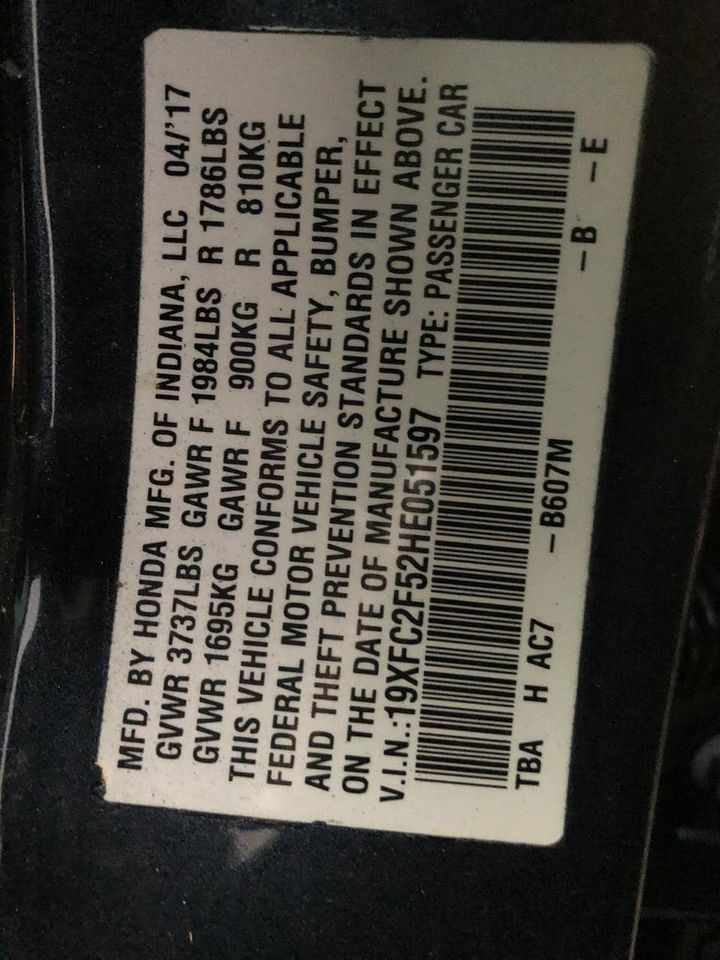 MFD. BY HONDA MFG. OF INDIANA, LLC 04/'17
GVWR 3737LBS GAWR F 1984LBS R 1786LBS
GVWR 1695KG GAWR F 900KG R 810KG
THIS VEHICLE CONFORMS TO ALL APPLICABLE
FEDERAL MOTOR VEHICLE SAFETY, BUMPER,
AND THEFT PREVENTION STANDARDS IN EFFECT
ON THE DATE OF MANUFACTURE SHOWN ABOVE.
V.I.N.:19XFC2F52HE051597 TYPE: PASSENGER CAR
TBA H AC7 –B607M –B –E